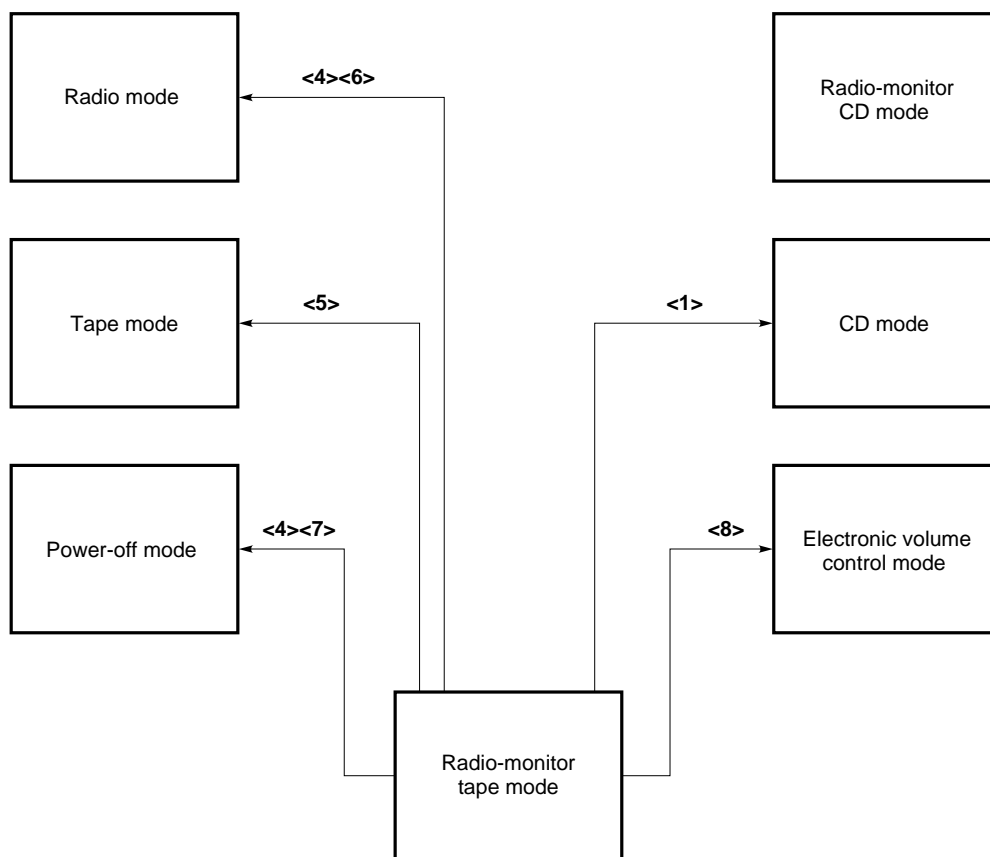 <4><6>
Radio mode
Radio-monitor
CD mode
<5>
<1>
Tape mode
CD mode
<4><7>
<8>
Power-off mode
Electronic volume
control mode
Radio-monitor
tape mode